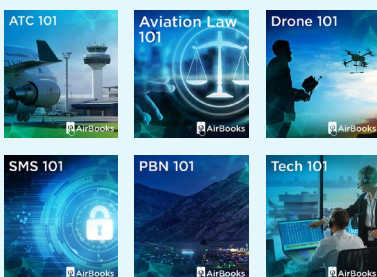 ATC 101
AirBooks
Aviation Law
101
AirBooks
Drone 101
AirBooks
SMS 101
AirBooks
PBN 101
AirBooks
Tech 101
AirBooks